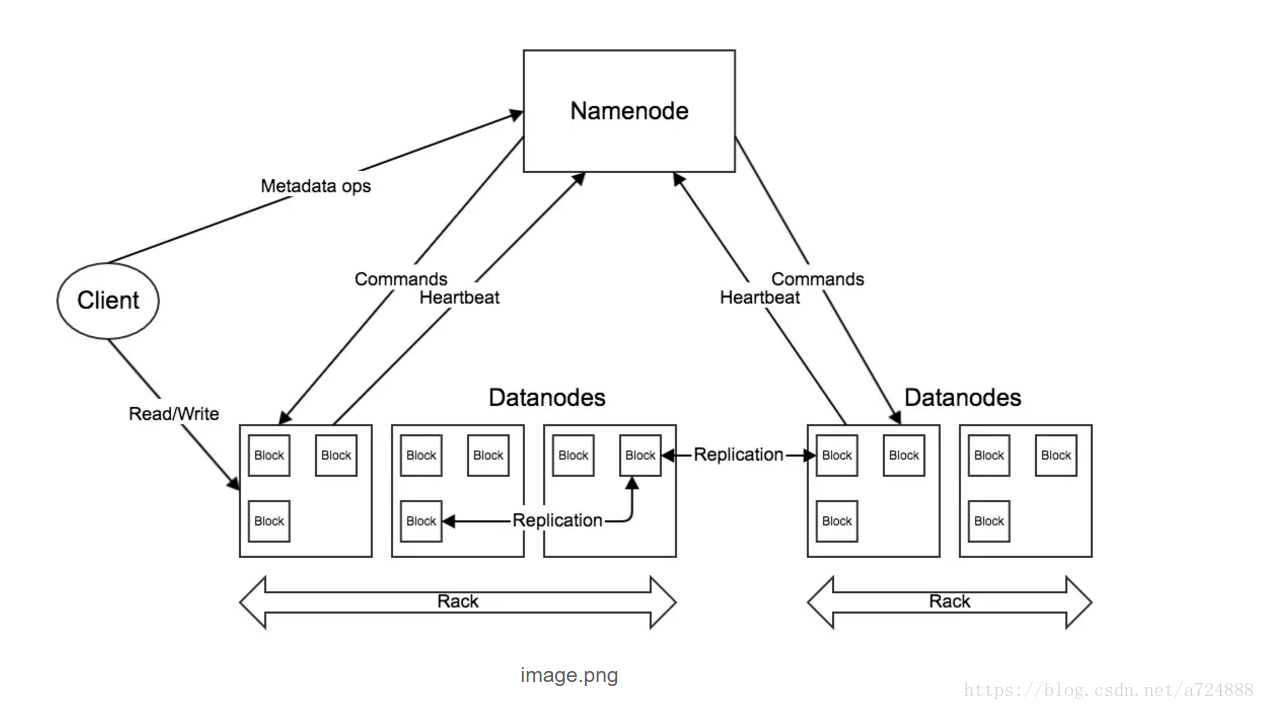 Namenode
Metadata ops
Client
Commands
Heartbeat
Heartbeat
Commands
Read/Write
Datanodes
Datanodes
Block
Block
Block
Block
Block
Block
Replication
Block
Block
Block
Block
Block
Block
Replication
Block
Block
Rack
Rack
image.png
https://blog.csdn.net/a724888